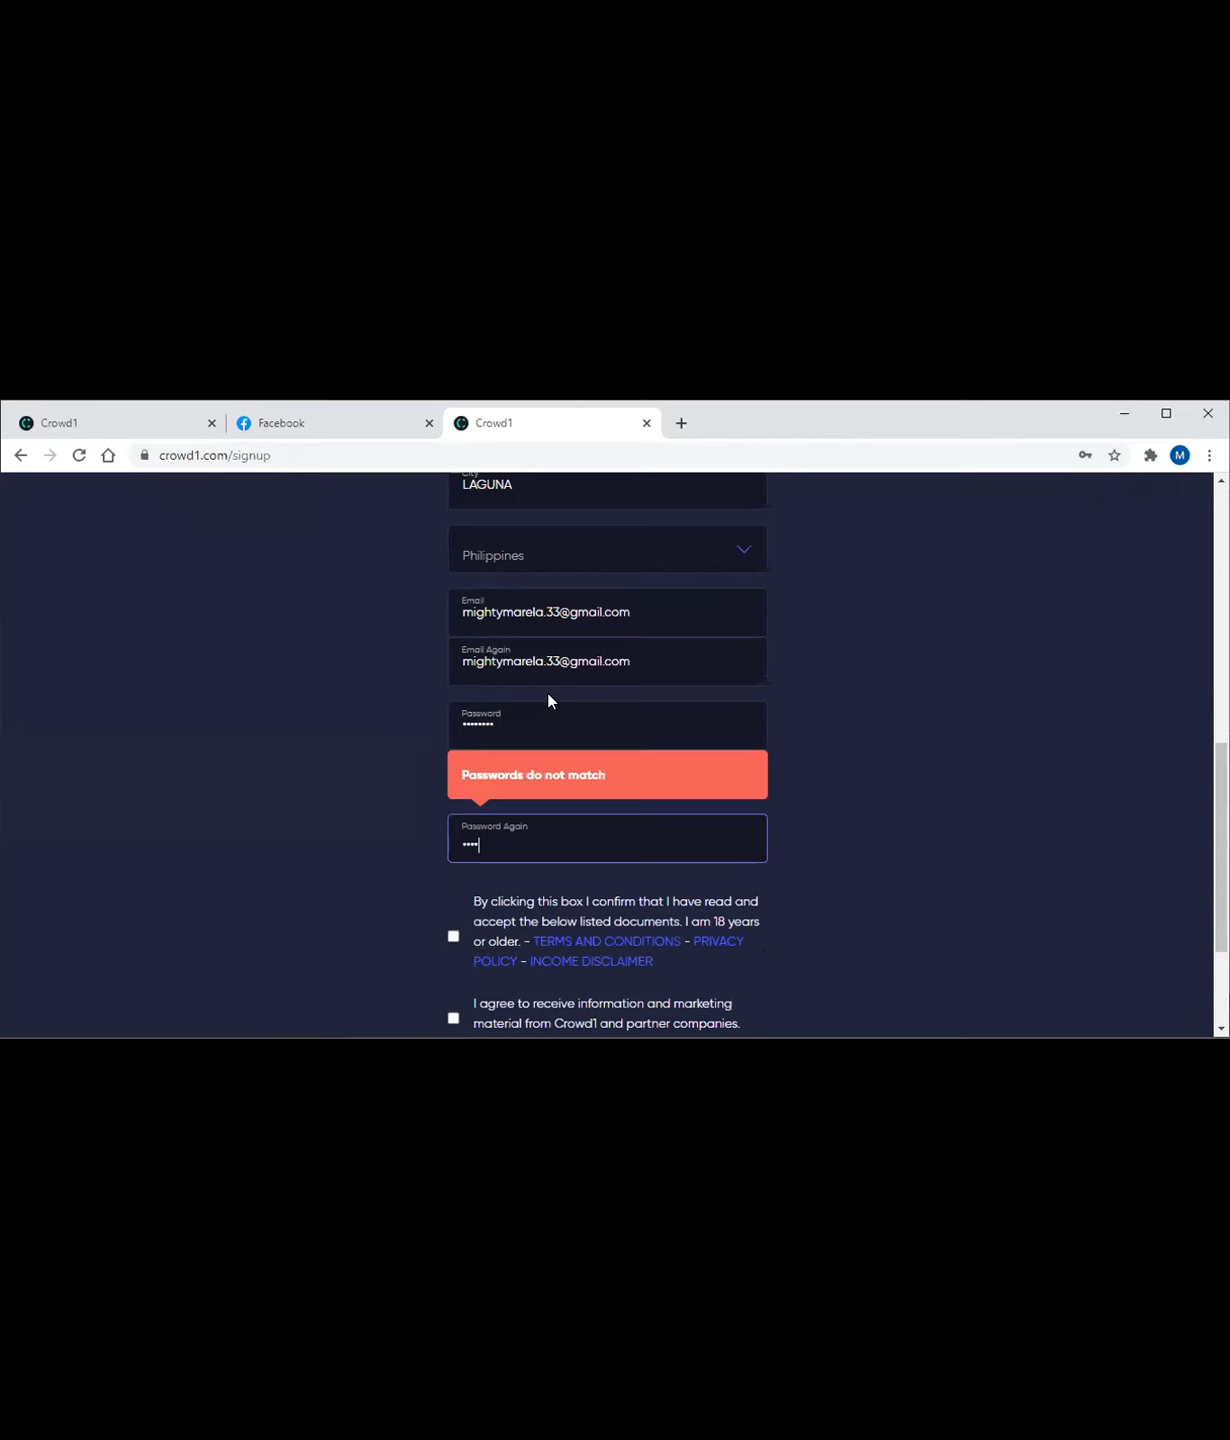 Crowd1
Facebook
Crowd1
crowd1.com/signup
M
City
LAGUNA
Philippines
Email
mightymarela.33@gmail.com
Email Again
mightymarela.33@gmail.com
Password
••••••••
Passwords do not match
Password Again
••••
By clicking this box I confirm that I have read and
accept the below listed documents. I am 18 years
or older. - TERMS AND CONDITIONS - PRIVACY
POLICY - INCOME DISCLAIMER
I agree to receive information and marketing
material from Crowd1 and partner companies.